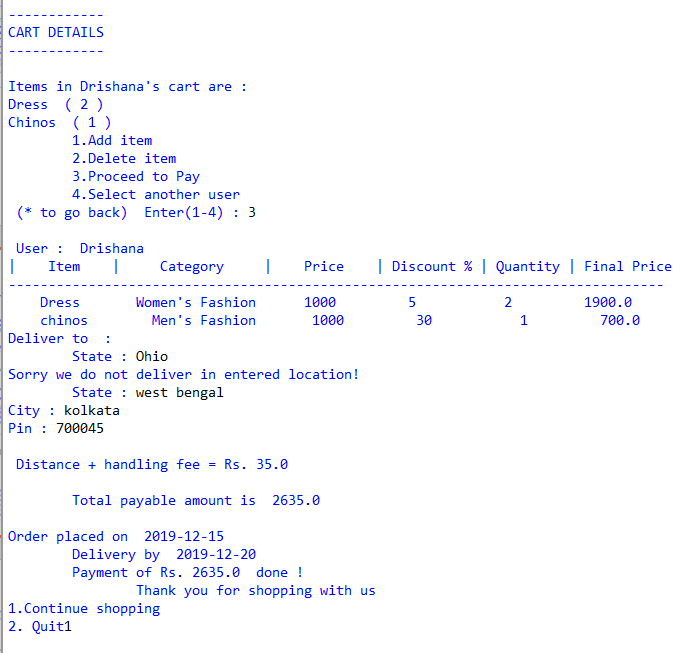 ------------
CART DETAILS
------------
Items in Drishana's cart are :
Dress  ( 2 )
Chinos  ( 1 )
        1.Add item
        2.Delete item
        3.Proceed to Pay
        4.Select another user
 (* to go back)  Enter(1-4) : 3
 User :  Drishana
|    Item    |     Category     |    Price    | Discount % | Quantity | Final Price
----------------------------------------------------------------------------------
    Dress       Women's Fashion      1000         5           2         1900.0
    chinos        Men's Fashion       1000         30           1         700.0
Deliver to  :
        State : Ohio
Sorry we do not deliver in entered location!
        State : west bengal
City : kolkata
Pin : 700045
 Distance + handling fee = Rs. 35.0
        Total payable amount is  2635.0
Order placed on  2019-12-15
        Delivery by  2019-12-20
        Payment of Rs. 2635.0  done !
                Thank you for shopping with us
1.Continue shopping
2. Quit1